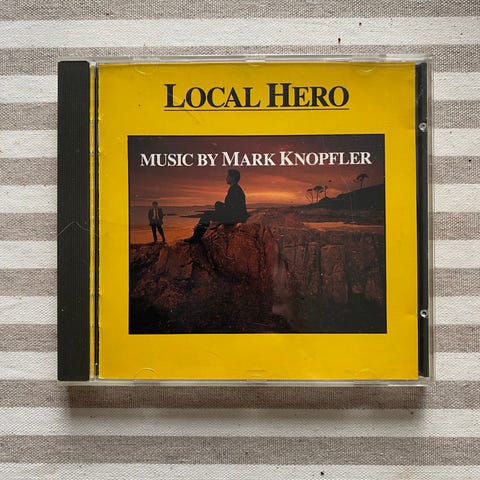 LOCAL HERO
MUSIC BY MARK KNOPFLER